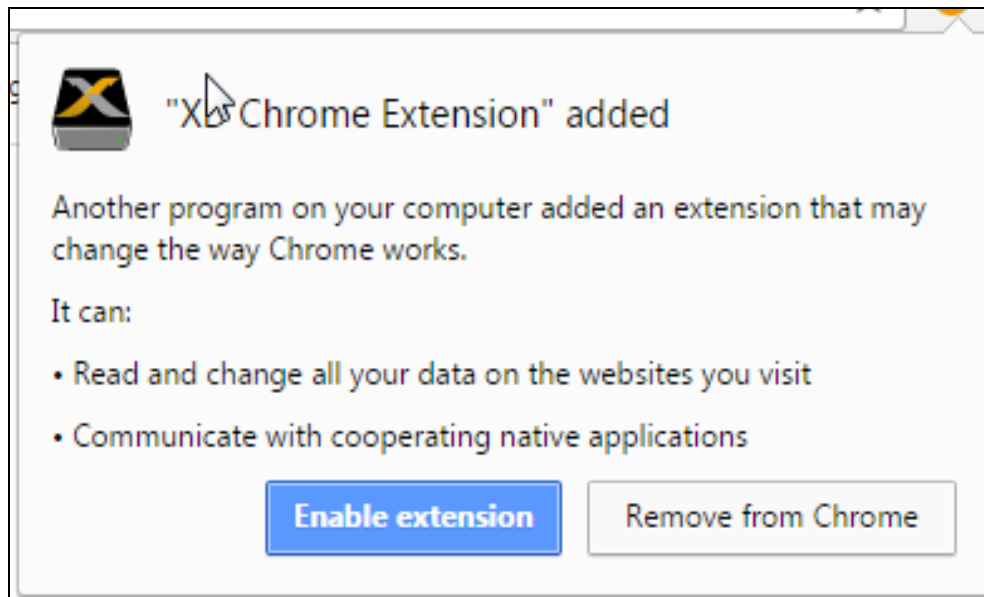 Chrome Extension" added
Another program on your computer added an extension that may
change the way Chrome works.
It can:
• Read and change all your data on the websites you visit
• Communicate with cooperating native applications
Enable extension
Remove from Chrome